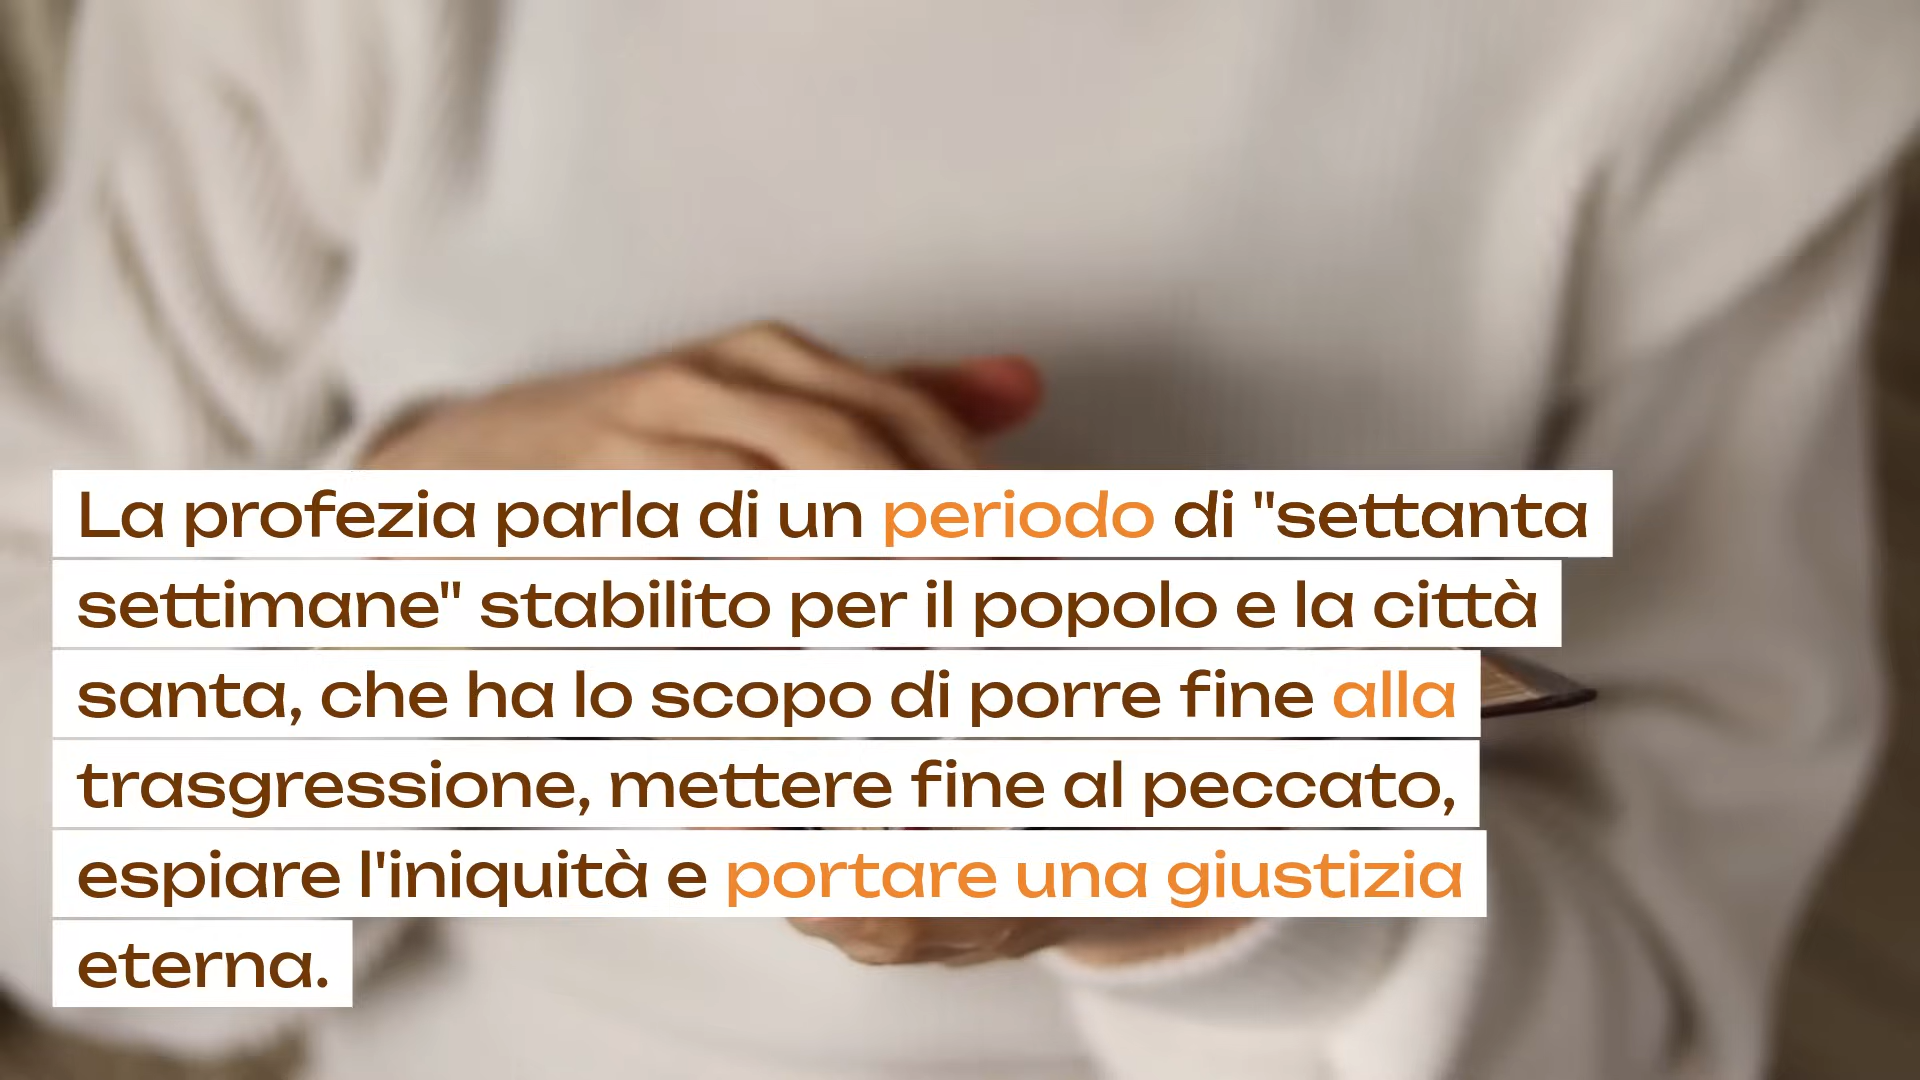 La profezia parla di un periodo di "settanta
settimane" stabilito per il popolo e la città
santa, che ha lo scopo di porre fine alla
trasgressione, mettere fine al peccato,
espiare l'iniquità e portare una giustizia
eterna.